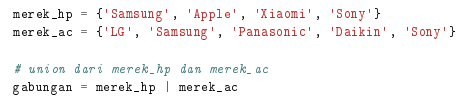 merek_hp = {'Samsung', 'Apple', 'Xiaomi', 'Sony'}
merek_ac = {'LG', 'Samsung', 'Panasonic', 'Daikin', 'Sony'}
# union dari merek_hp dan merek_ac
gabungan = merek_hp | merek_ac